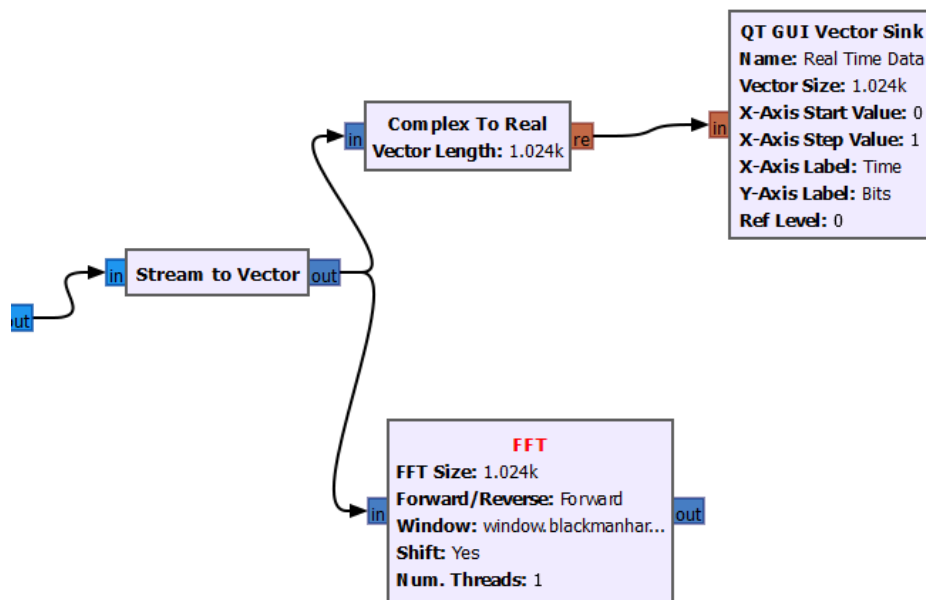 QT GUI Vector Sink
Name: Real Time Data
Vector Size: 1.024k
X-Axis Start Value: 0
X-Axis Step Value: 1
X-Axis Label: Time
Y-Axis Label: Bits
Ref Level: 0
in
in
Complex To Real
Vector Length: 1.024k
re
in
Stream to Vector
out
out
FFT
FFT Size: 1.024k
Forward/Reverse: Forward
Window: window.blackmanhar...
Shift: Yes
Num. Threads: 1
in
out